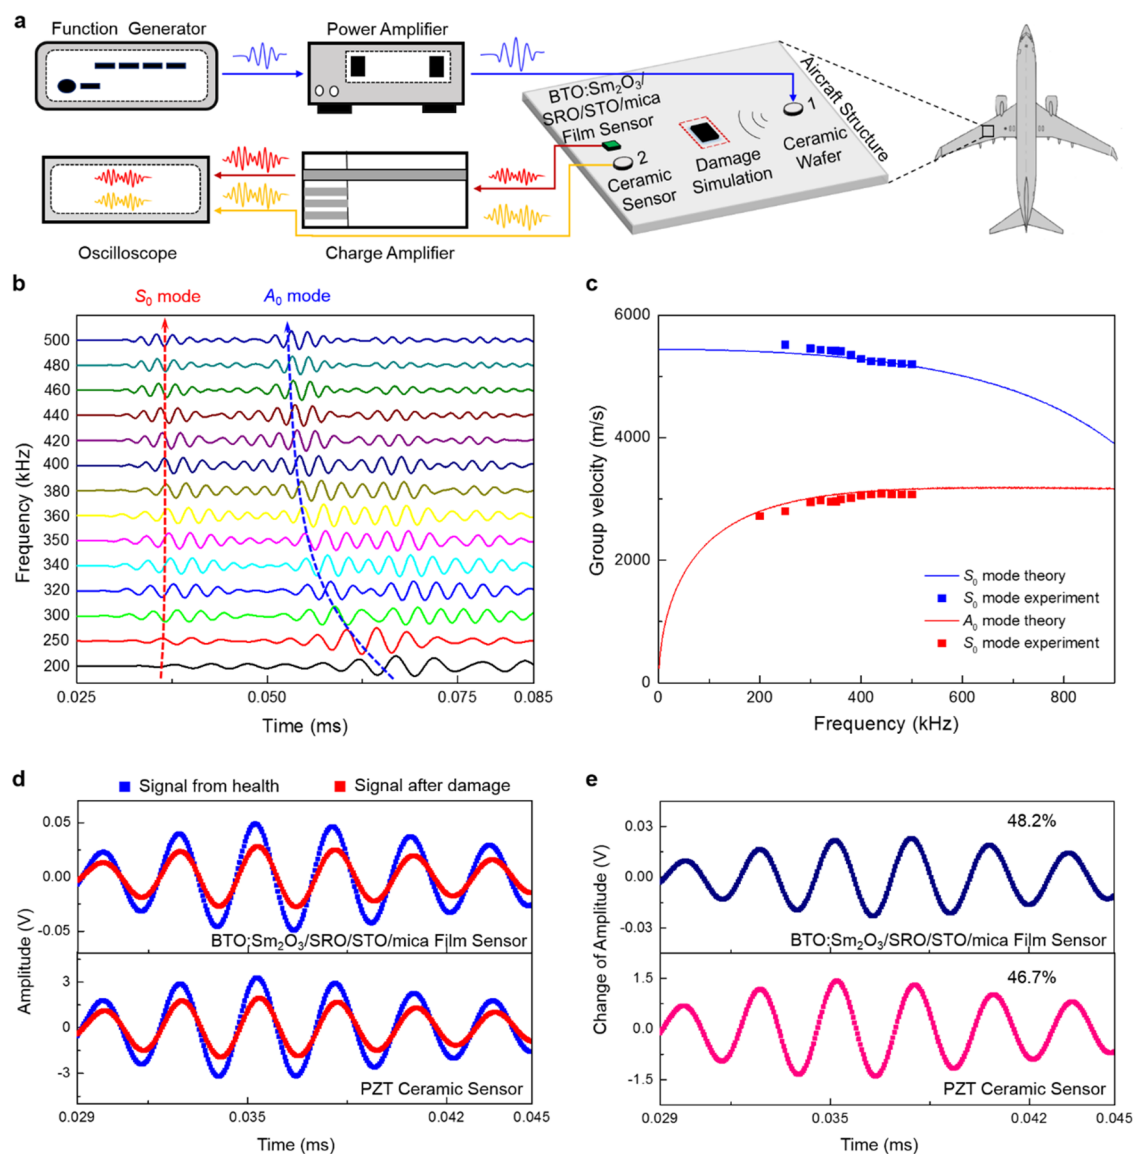 a
Function Generator
Power Amplifier
BTO:Sm₂O₃/
SRO/STO/mica
Film Sensor
Aircraft Structure
1
2
Ceramic
Sensor
Damage
Simulation
Ceramic
Wafer
Oscilloscope
Charge Amplifier
b
S₀ mode
A₀ mode
Frequency (kHz)
500
480
460
440
420
400
380
360
350
340
320
300
250
200
0.025
0.050
0.075
0.085
Time (ms)
c
Group velocity (m/s)
6000
4000
2000
0
S₀ mode theory
S₀ mode experiment
A₀ mode theory
S₀ mode experiment
0
200
400
600
800
Frequency (kHz)
d
Signal from health
Signal after damage
Amplitude (V)
0.05
0.00
-0.05
BTO:Sm₂O₃/SRO/STO/mica Film Sensor
3
0
-3
PZT Ceramic Sensor
0.029
0.035
0.042
0.045
Time (ms)
e
Change of Amplitude (V)
0.03
0.00
-0.03
48.2%
BTO:Sm₂O₃/SRO/STO/mica Film Sensor
1.5
0.0
-1.5
46.7%
PZT Ceramic Sensor
0.029
0.035
0.042
0.045
Time (ms)